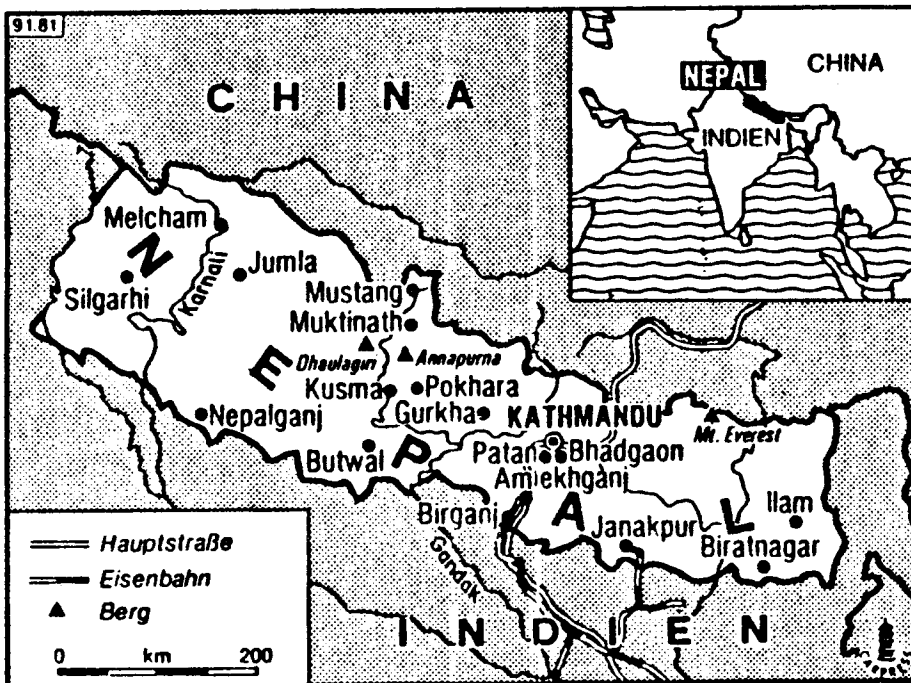 91.81
CHINA
NEPAL
CHINA
INDIEN
Melcham
NEPAL
Karnali
Jumla
Silgarhi
Mustang
Muktinath
Dhaulagiri
Annapurna
Kusma
Pokhara
Gurkha
KATHMANDU
Mt. Everest
Nepalganj
Butwal
Patan
Bhadgaon
Amlekhganj
Birganj
Janakpur
Ilam
Biratnagar
Gandak
INDIEN
Hauptstraße
Eisenbahn
Berg
0 km 200